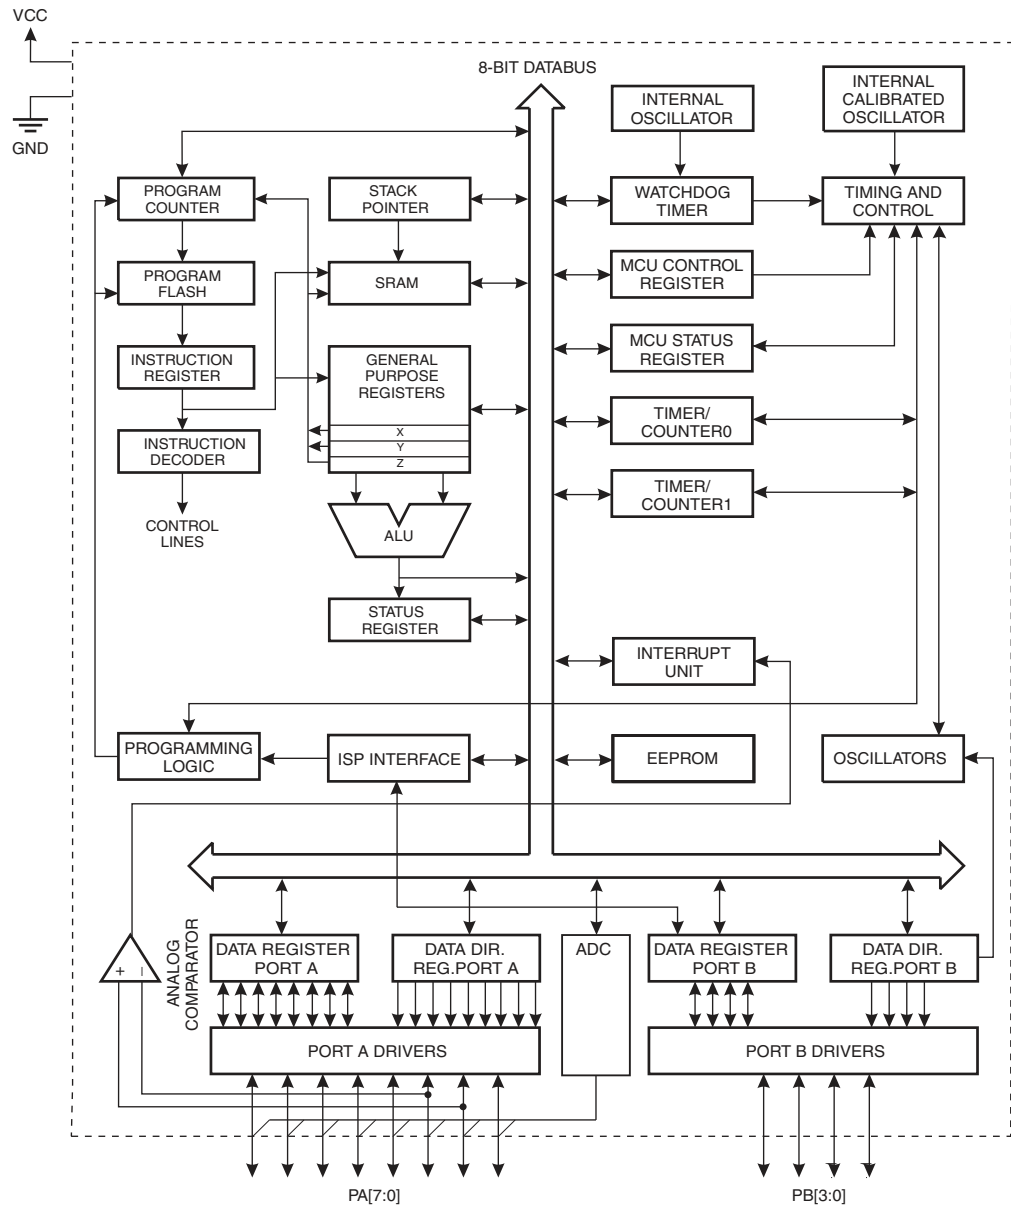 VCC
GND
8-BIT DATABUS
INTERNAL
OSCILLATOR
INTERNAL
CALIBRATED
OSCILLATOR
PROGRAM
COUNTER
STACK
POINTER
WATCHDOG
TIMER
TIMING AND
CONTROL
PROGRAM
FLASH
SRAM
MCU CONTROL
REGISTER
INSTRUCTION
REGISTER
GENERAL
PURPOSE
REGISTERS
X
Y
Z
MCU STATUS
REGISTER
INSTRUCTION
DECODER
TIMER/
COUNTER0
CONTROL
LINES
ALU
TIMER/
COUNTER1
STATUS
REGISTER
INTERRUPT
UNIT
PROGRAMMING
LOGIC
ISP INTERFACE
EEPROM
OSCILLATORS
ANALOG
COMPARATOR
+
–
DATA REGISTER
PORT A
DATA DIR.
REG.PORT A
ADC
DATA REGISTER
PORT B
DATA DIR.
REG.PORT B
PORT A DRIVERS
PORT B DRIVERS
PA[7:0]
PB[3:0]